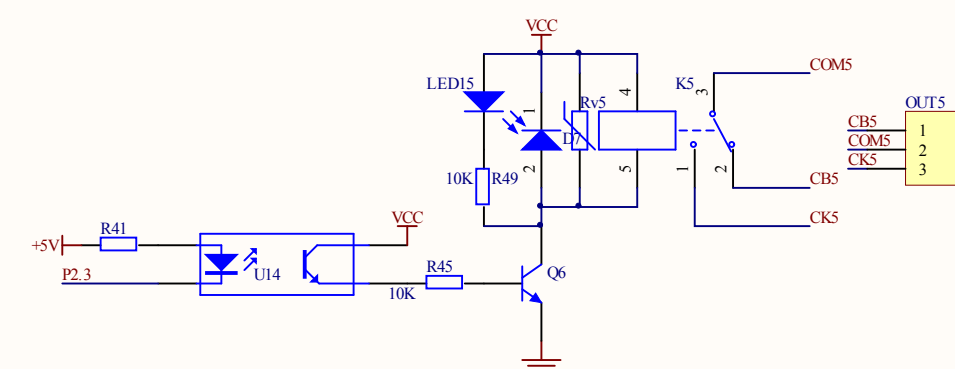 VCC
LED15
1
D7
2
Rv5
4
5
K5
3
COM5
1
2
CB5
CK5
10K
R49
OUT5
CB5
1
COM5
2
CK5
3
R41
+5V
P2.3
U14
VCC
R45
10K
Q6